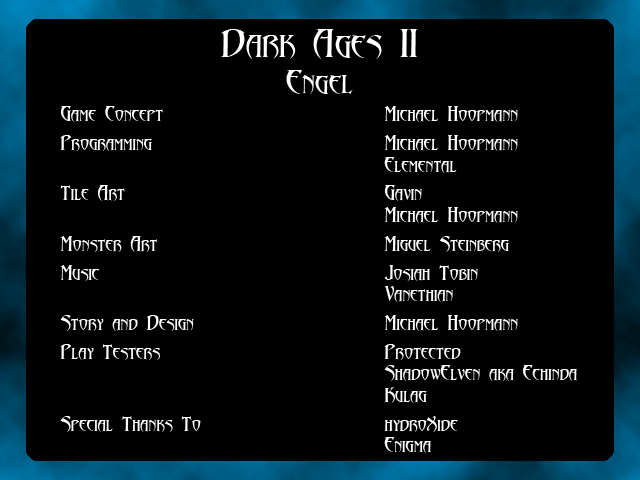 Dark Ages II
Engel
Game Concept Michael Hoopmann
Programming Michael Hoopmann
Elemental
Tile Art Gavin
Michael Hoopmann
Monster Art Miguel Steinberg
Music Josiah Tobin
Vanethian
Story and Design Michael Hoopmann
Play Testers Protected
ShadowElven aka Echinda
Kulag
Special Thanks To hydroXide
Enigma